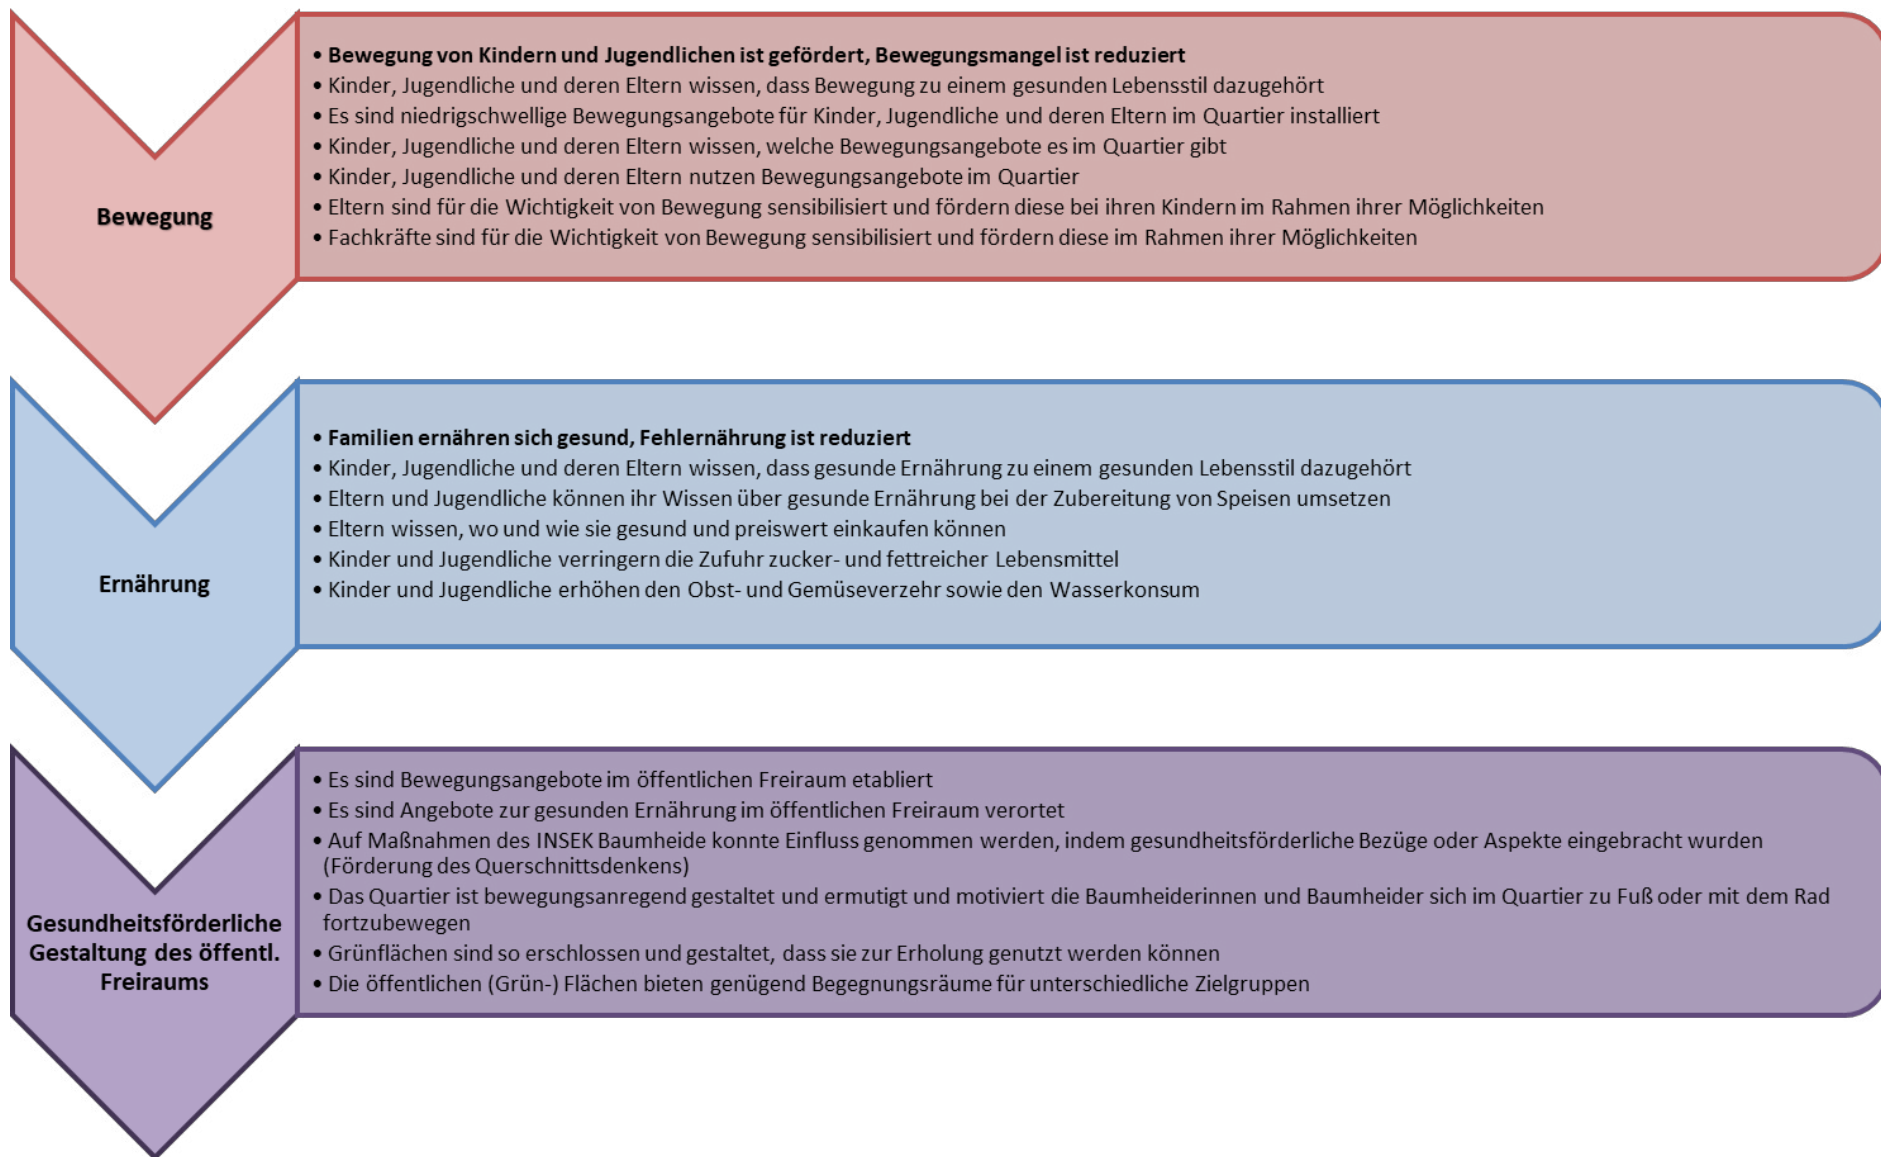 Bewegung
• Bewegung von Kindern und Jugendlichen ist gefördert, Bewegungsmangel ist reduziert
• Kinder, Jugendliche und deren Eltern wissen, dass Bewegung zu einem gesunden Lebensstil dazugehört
• Es sind niedrigschwellige Bewegungsangebote für Kinder, Jugendliche und deren Eltern im Quartier installiert
• Kinder, Jugendliche und deren Eltern wissen, welche Bewegungsangebote es im Quartier gibt
• Kinder, Jugendliche und deren Eltern nutzen Bewegungsangebote im Quartier
• Eltern sind für die Wichtigkeit von Bewegung sensibilisiert und fördern diese bei ihren Kindern im Rahmen ihrer Möglichkeiten
• Fachkräfte sind für die Wichtigkeit von Bewegung sensibilisiert und fördern diese im Rahmen ihrer Möglichkeiten
Ernährung
• Familien ernähren sich gesund, Fehlernährung ist reduziert
• Kinder, Jugendliche und deren Eltern wissen, dass gesunde Ernährung zu einem gesunden Lebensstil dazugehört
• Eltern und Jugendliche können ihr Wissen über gesunde Ernährung bei der Zubereitung von Speisen umsetzen
• Eltern wissen, wo und wie sie gesund und preiswert einkaufen können
• Kinder und Jugendliche verringern die Zufuhr zucker- und fettreicher Lebensmittel
• Kinder und Jugendliche erhöhen den Obst- und Gemüseverzehr sowie den Wasserkonsum
Gesundheitsförderliche
Gestaltung des öffentl.
Freiraums
• Es sind Bewegungsangebote im öffentlichen Freiraum etabliert
• Es sind Angebote zur gesunden Ernährung im öffentlichen Freiraum verortet
• Auf Maßnahmen des INSEK Baumheide konnte Einfluss genommen werden, indem gesundheitsförderliche Bezüge oder Aspekte eingebracht wurden
(Förderung des Querschnittsdenkens)
• Das Quartier ist bewegungsanregend gestaltet und ermutigt und motiviert die Baumheiderinnen und Baumheider sich im Quartier zu Fuß oder mit dem Rad
fortzubewegen
• Grünflächen sind so erschlossen und gestaltet, dass sie zur Erholung genutzt werden können
• Die öffentlichen (Grün-) Flächen bieten genügend Begegnungsräume für unterschiedliche Zielgruppen